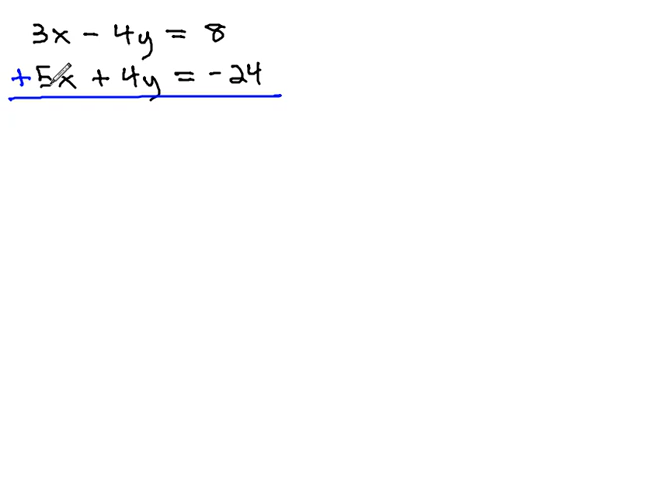 3x - 4y = 8
+ 5x + 4y = -24